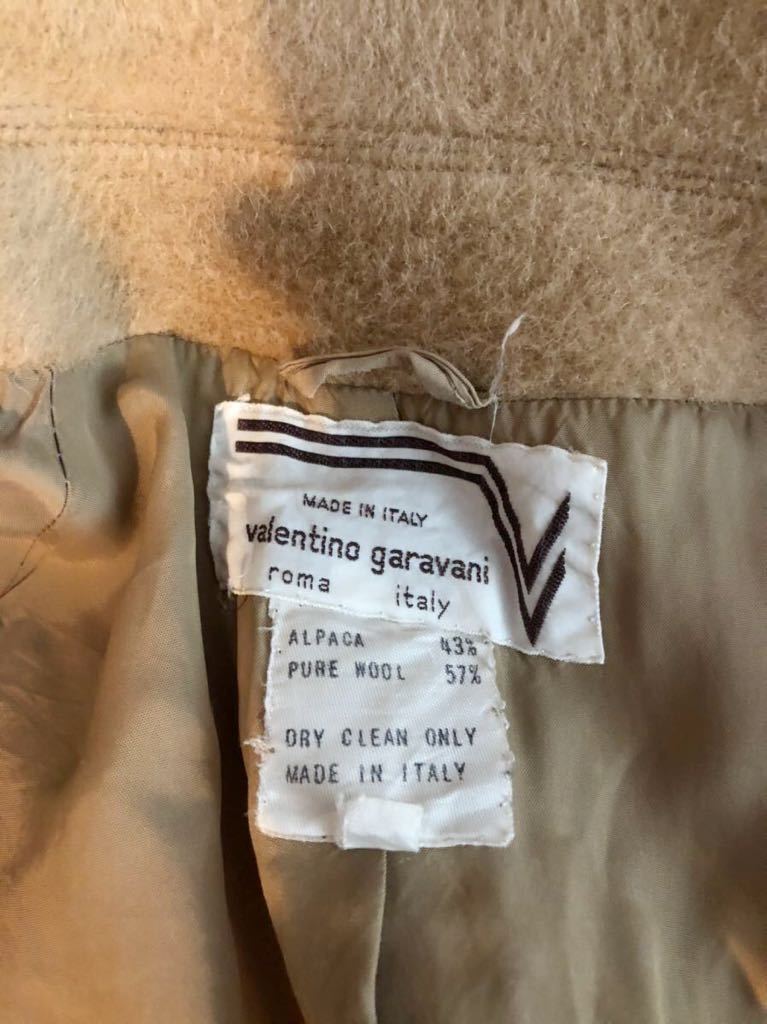 MADE IN ITALY
valentino garavani
roma italy
ALPACA 43%
PURE WOOL 57%
DRY CLEAN ONLY
MADE IN ITALY